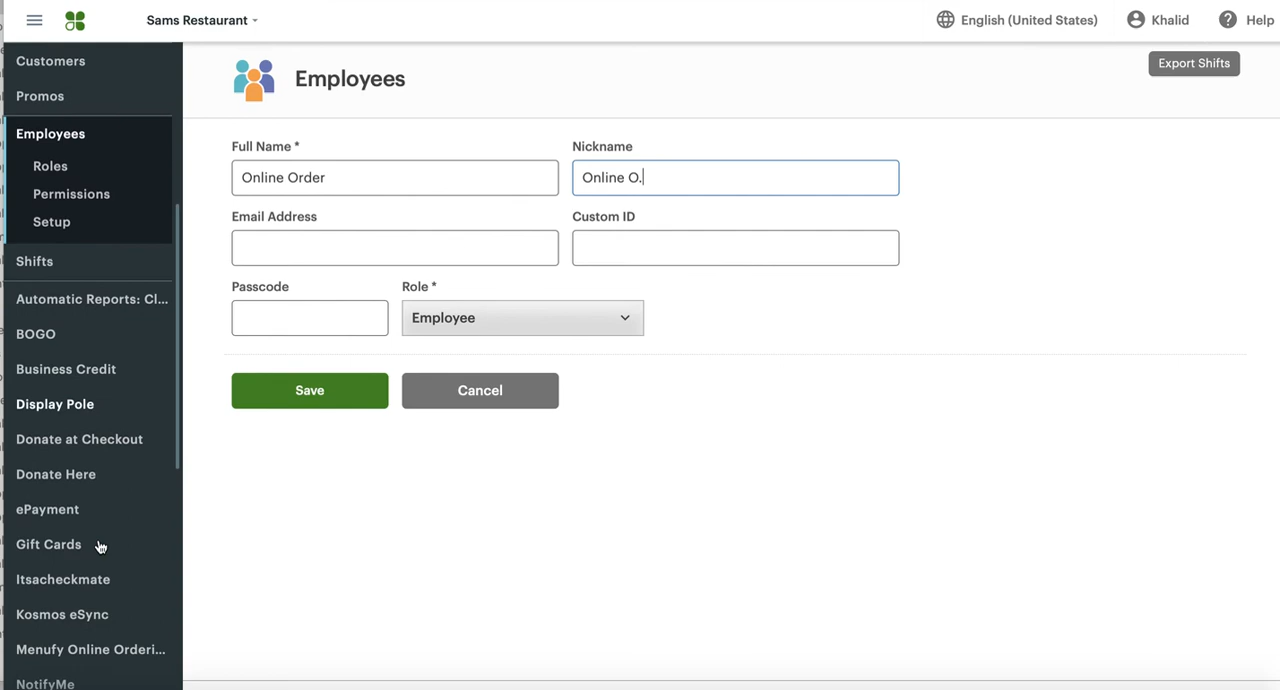 Sams Restaurant
English (United States)
Khalid
Help
Customers
Promos
Employees
Roles
Permissions
Setup
Shifts
Automatic Reports: Cl...
BOGO
Business Credit
Display Pole
Donate at Checkout
Donate Here
ePayment
Gift Cards
Itsacheckmate
Kosmos eSync
Menufy Online Orderi...
NotifyMe
Employees
Export Shifts
Full Name *
Nickname
Online Order
Online O.
Email Address
Custom ID
Passcode
Role *
Employee
Save
Cancel